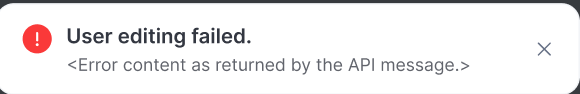 User editing failed.
<Error content as returned by the API message.>